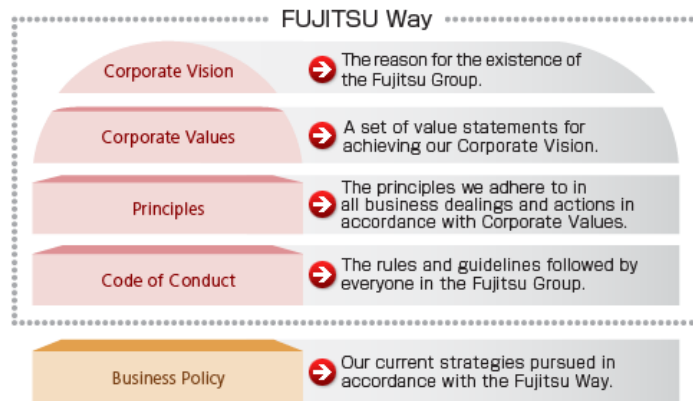 FUJITSU Way
Corporate Vision
The reason for the existence of
the Fujitsu Group.
Corporate Values
A set of value statements for
achieving our Corporate Vision.
Principles
The principles we adhere to in
all business dealings and actions in
accordance with Corporate Values.
Code of Conduct
The rules and guidelines followed by
everyone in the Fujitsu Group.
Business Policy
Our current strategies pursued in
accordance with the Fujitsu Way.